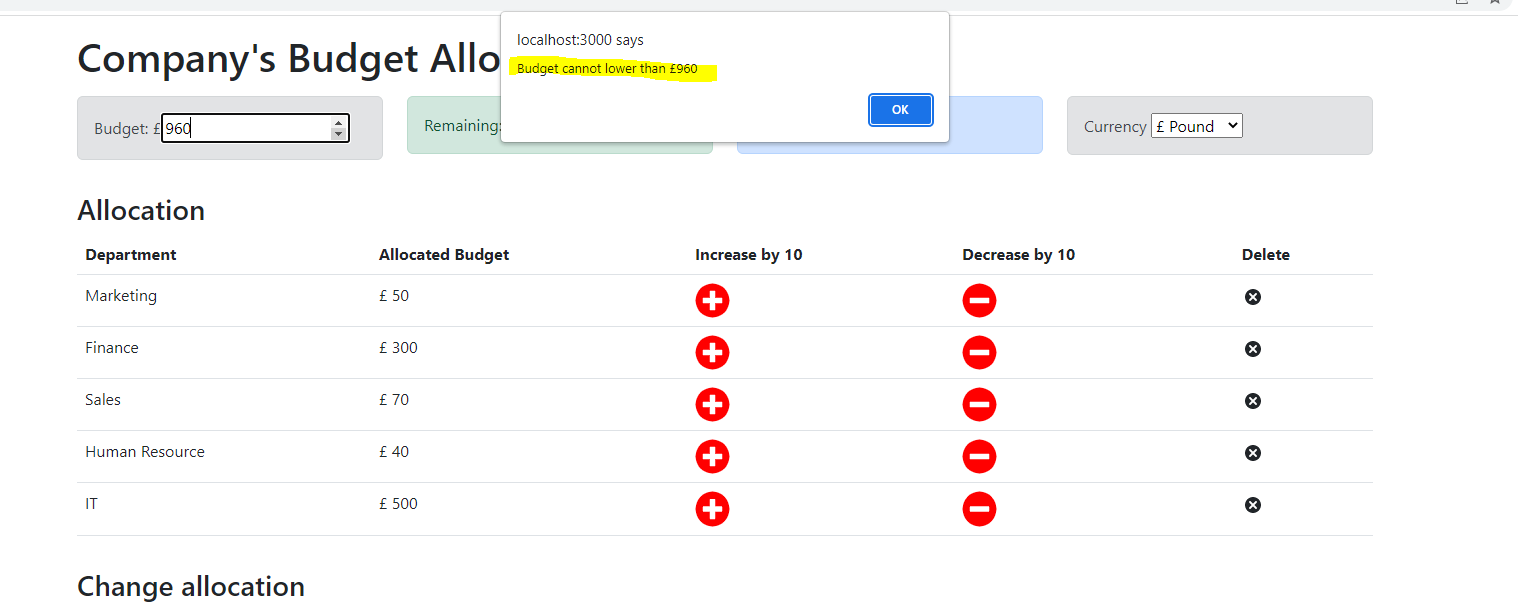 localhost:3000 says
Budget cannot lower than £960
OK
Company's Budget Allo
Budget: £960
Remaining:
Currency £ Pound
Allocation
Department Allocated Budget Increase by 10 Decrease by 10 Delete
Marketing £ 50
Finance £ 300
Sales £ 70
Human Resource £ 40
IT £ 500
Change allocation